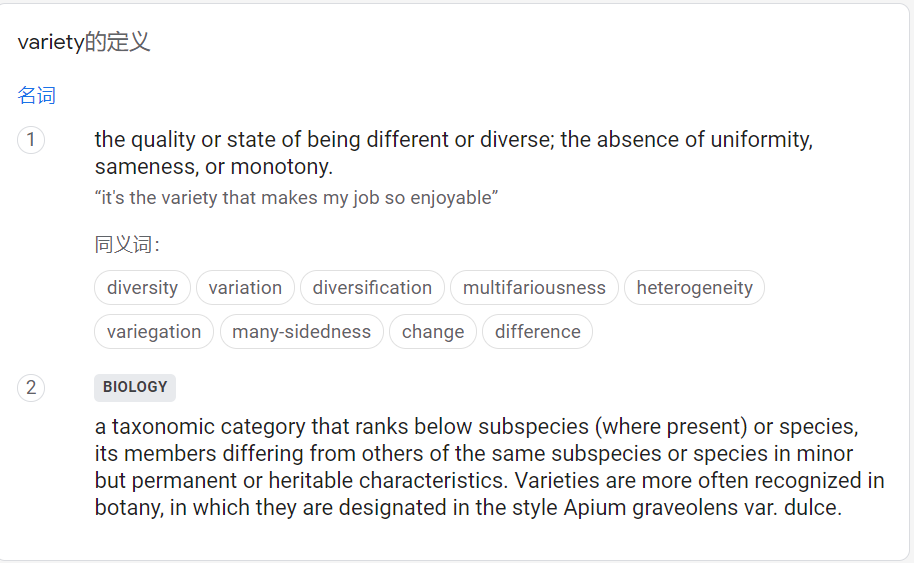 variety的定义
名词
1
the quality or state of being different or diverse; the absence of uniformity,
sameness, or monotony.
“it's the variety that makes my job so enjoyable”
同义词：
diversity variation diversification multifariousness heterogeneity
variegation many-sidedness change difference
2
BIOLOGY
a taxonomic category that ranks below subspecies (where present) or species,
its members differing from others of the same subspecies or species in minor
but permanent or heritable characteristics. Varieties are more often recognized in
botany, in which they are designated in the style Apium graveolens var. dulce.